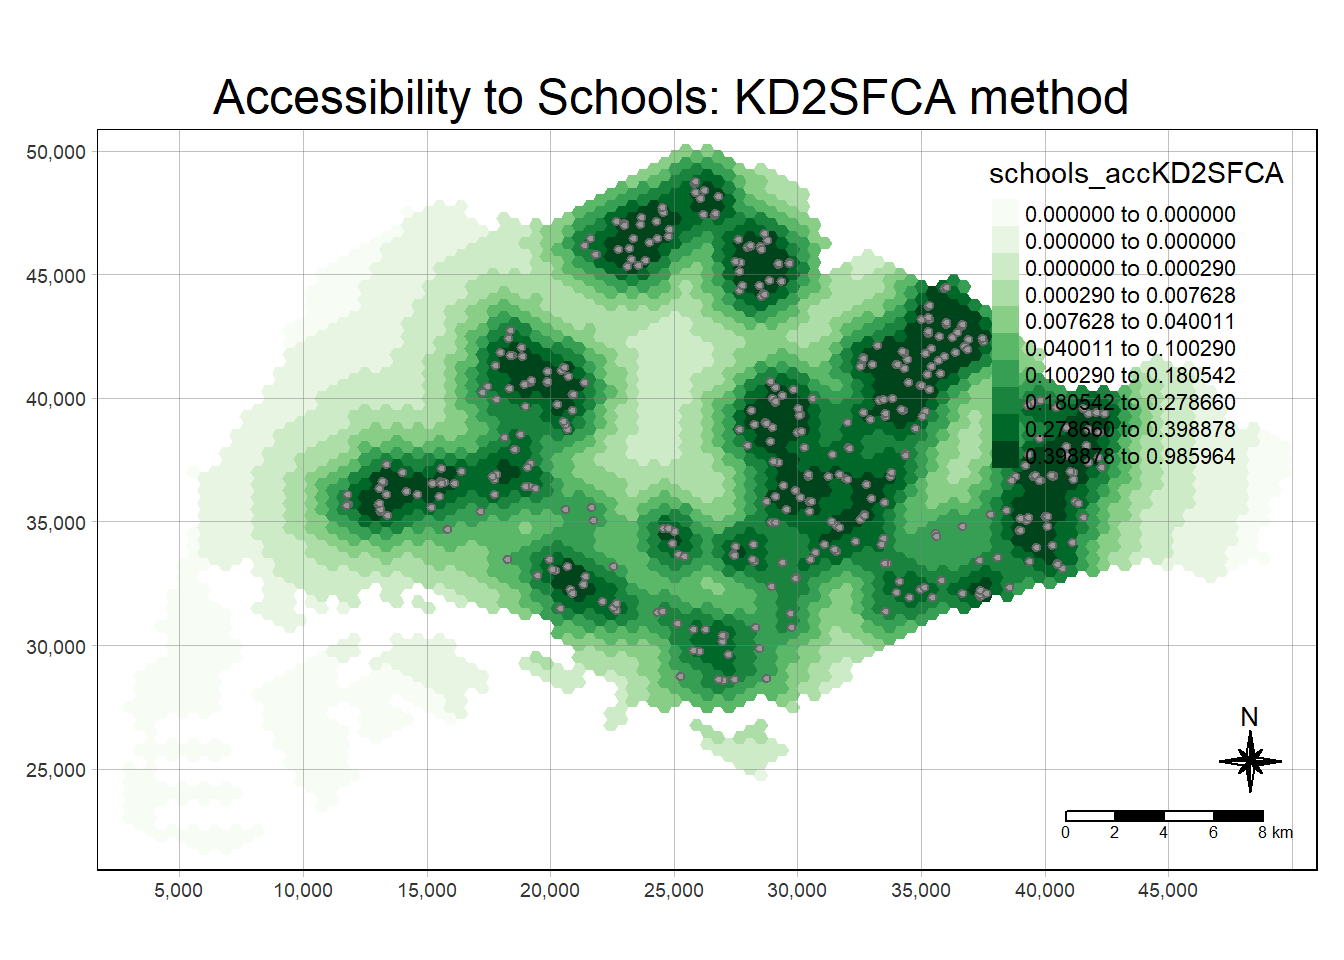 Accessibility to Schools: KD2SFCA method
50,000
45,000
40,000
35,000
30,000
25,000
schools_accKD2SFCA
0.000000 to 0.000000
0.000000 to 0.000000
0.000000 to 0.000290
0.000290 to 0.007628
0.007628 to 0.040011
0.040011 to 0.100290
0.100290 to 0.180542
0.180542 to 0.278660
0.278660 to 0.398878
0.398878 to 0.985964
N
0 2 4 6 8 km
5,000 10,000 15,000 20,000 25,000 30,000 35,000 40,000 45,000